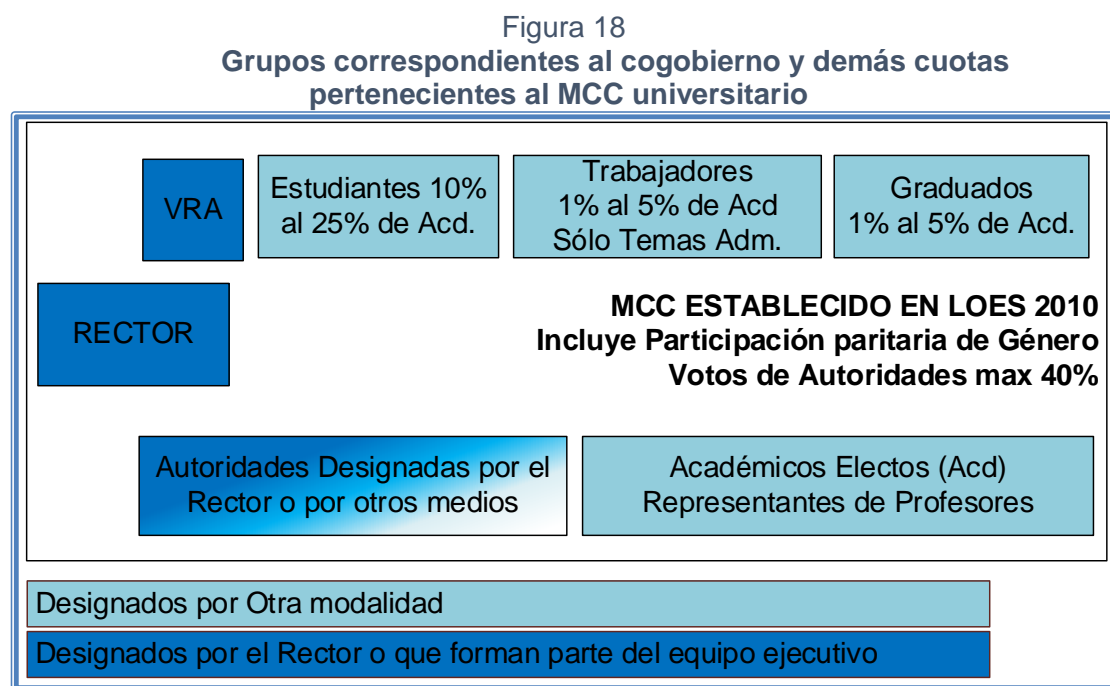 Figura 18
Grupos correspondientes al cogobierno y demás cuotas
pertenecientes al MCC universitario
VRA
Estudiantes 10%
al 25% de Acd.
Trabajadores
1% al 5% de Acd
Sólo Temas Adm.
Graduados
1% al 5% de Acd.
RECTOR
MCC ESTABLECIDO EN LOES 2010
Incluye Participación paritaria de Género
Votos de Autoridades max 40%
Autoridades Designadas por el
Rector o por otros medios
Académicos Electos (Acd)
Representantes de Profesores
Designados por Otra modalidad
Designados por el Rector o que forman parte del equipo ejecutivo